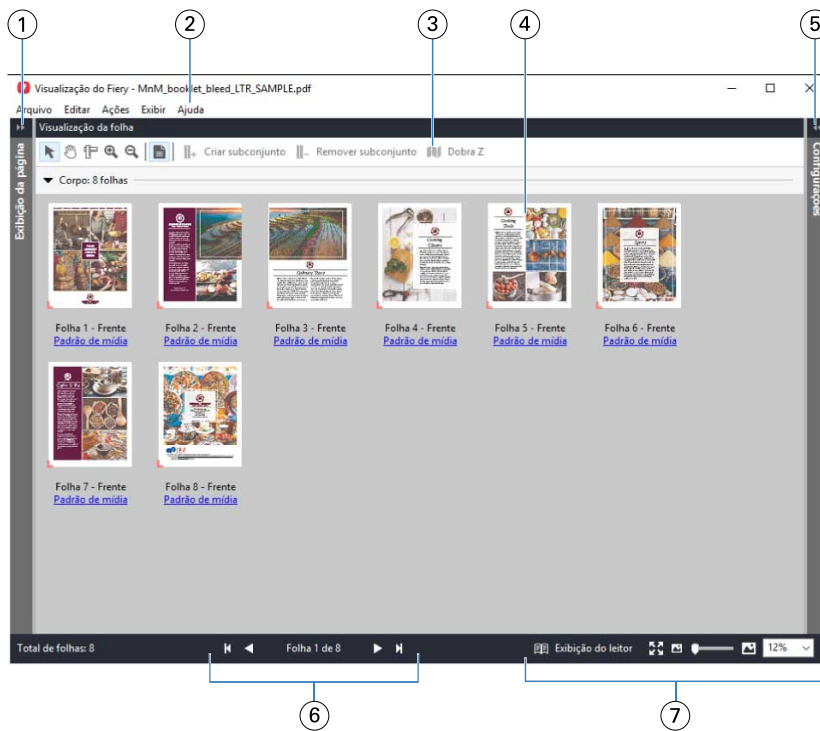 1 2 3 4 5
Visualização do Fiery - MnM_booklet_bleed_LTR_SAMPLE.pdf
Arquivo Editar Ações Exibir Ajuda
Visualização da folha
Exibição da página
Criar subconjunto Remover subconjunto Dobra Z
Configurações
Corpo: 8 folhas
Folha 1 - Frente Folha 2 - Frente Folha 3 - Frente Folha 4 - Frente Folha 5 - Frente Folha 6 - Frente
Padrão de mídia Padrão de mídia Padrão de mídia Padrão de mídia Padrão de mídia Padrão de mídia
Folha 7 - Frente Folha 8 - Frente
Padrão de mídia Padrão de mídia
Total de folhas: 8 Folha 1 de 8 Exibição do leitor 12%
6 7